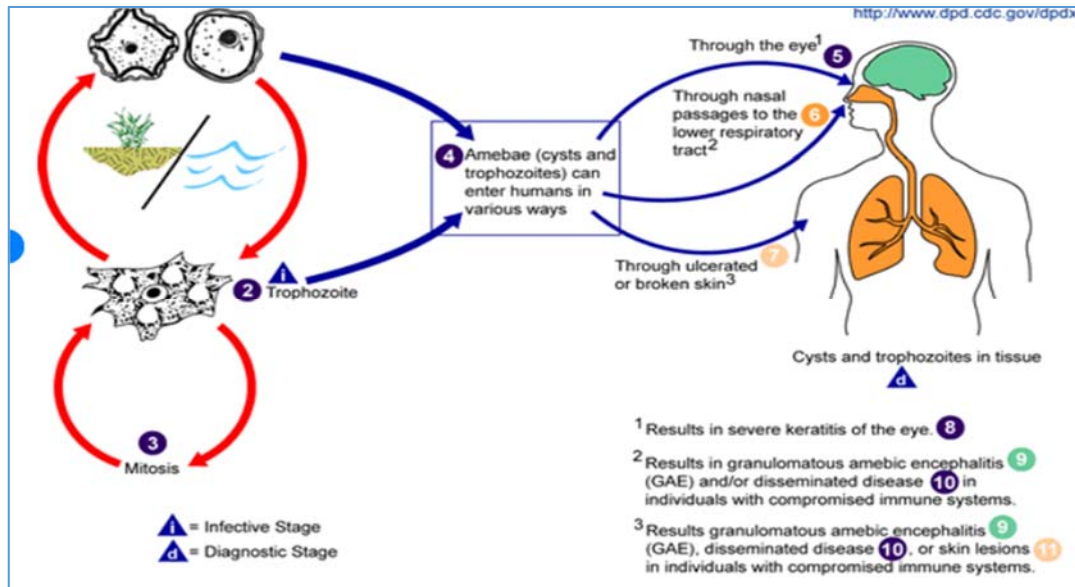 http://www.dpd.cdc.gov/dpdx
Through the eye1 5
Through nasal
passages to the 6
lower respiratory
tract2
4 Amebae (cysts and
trophozoites) can
enter humans in
various ways
i
2 Trophozoite
7
Through ulcerated
or broken skin3
Cysts and trophozoites in tissue
d
3
Mitosis
1 Results in severe keratitis of the eye. 8
2 Results in granulomatous amebic encephalitis 9
(GAE) and/or disseminated disease 10 in
individuals with compromised immune systems.
3 Results granulomatous amebic encephalitis 9
(GAE), disseminated disease 10, or skin lesions 11
in individuals with compromised immune systems.
i = Infective Stage
d = Diagnostic Stage